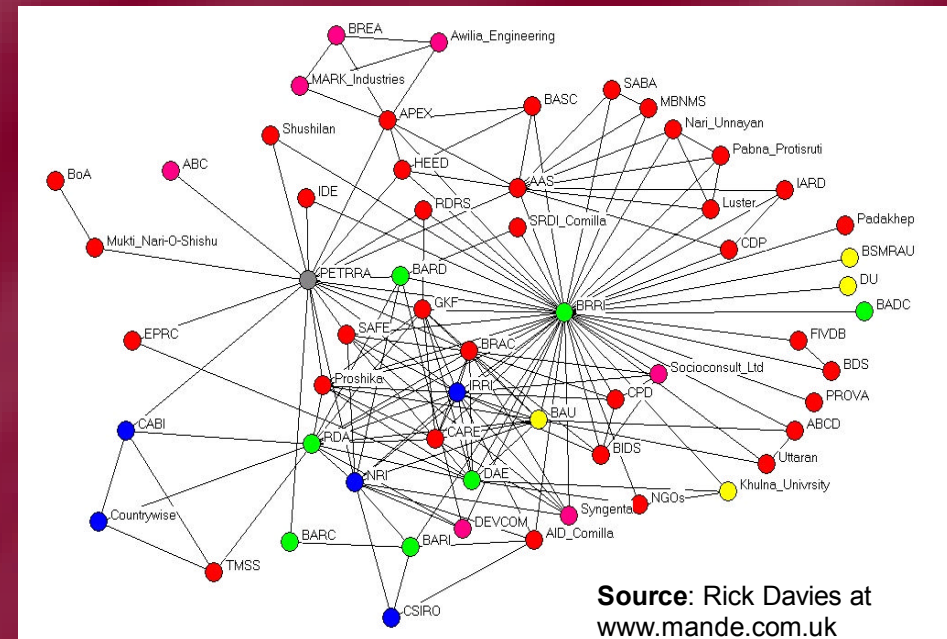 BREA
Awilia_Engineering
MARK_Industries
SABA
BASC
MBNMS
APEX
Nari_Unnayan
Shushilan
Pabna_Protisruti
HEED
ABC
BoA
AAS
IARD
IDE
RDRS
Luster
SRDI_Comilla
Padakhep
Mukti_Nari-O-Shishu
CDP
BSMRAU
PETRRA
BARD
DU
GKF
BRRI
BADC
EPRC
SAFE
FIVDB
BRAC
Socioconsult_Ltd
BDS
Proshika
IRRI
CPD
PROVA
BAU
CABI
ABCD
RDA
CARE
BIDS
Uttaran
NRI
DAE
Khulna_Univrsity
NGOs
Countrywise
Syngenta
DEVCOM
BARC
BARI
AID_Comilla
TMSS
CSIRO
Source: Rick Davies at
www.mande.com.uk